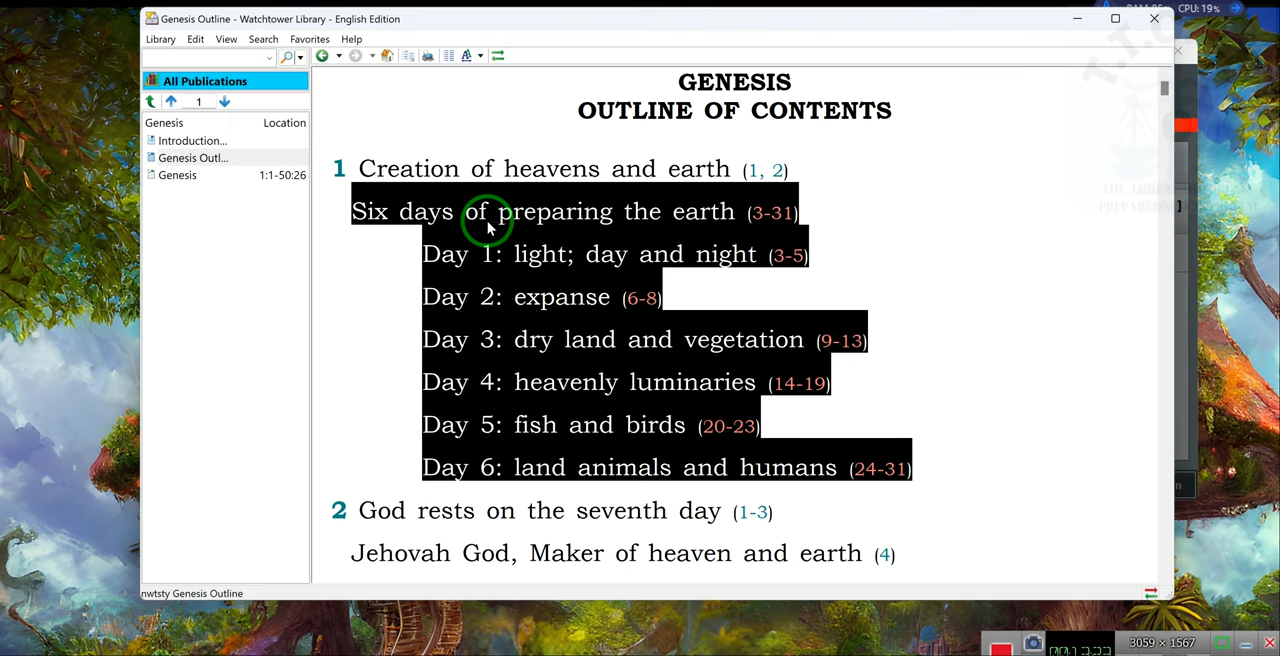 RAM: CPU: 19%
Genesis Outline - Watchtower Library - English Edition
Library Edit View Search Favorites Help
All Publications
1
Genesis Location
Introduction...
Genesis Outl...
Genesis 1:1-50:26
GENESIS
OUTLINE OF CONTENTS
1 Creation of heavens and earth (1, 2)
Six days of preparing the earth (3-31)
Day 1: light; day and night (3-5)
Day 2: expanse (6-8)
Day 3: dry land and vegetation (9-13)
Day 4: heavenly luminaries (14-19)
Day 5: fish and birds (20-23)
Day 6: land animals and humans (24-31)
2 God rests on the seventh day (1-3)
Jehovah God, Maker of heaven and earth (4)
nwtsty Genesis Outline
3059 × 1567